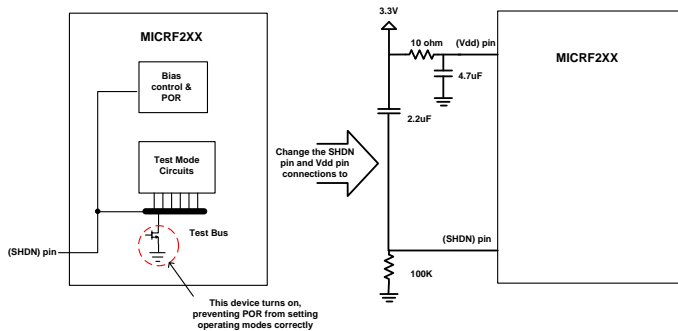 MICRF2XX
Bias
control &
POR
Test Mode
Circuits
Test Bus
(SHDN) pin
This device turns on,
preventing POR from setting
operating modes correctly
Change the SHDN
pin and Vdd pin
connections to
3.3V
10 ohm
(Vdd) pin
4.7uF
2.2uF
(SHDN) pin
100K
MICRF2XX